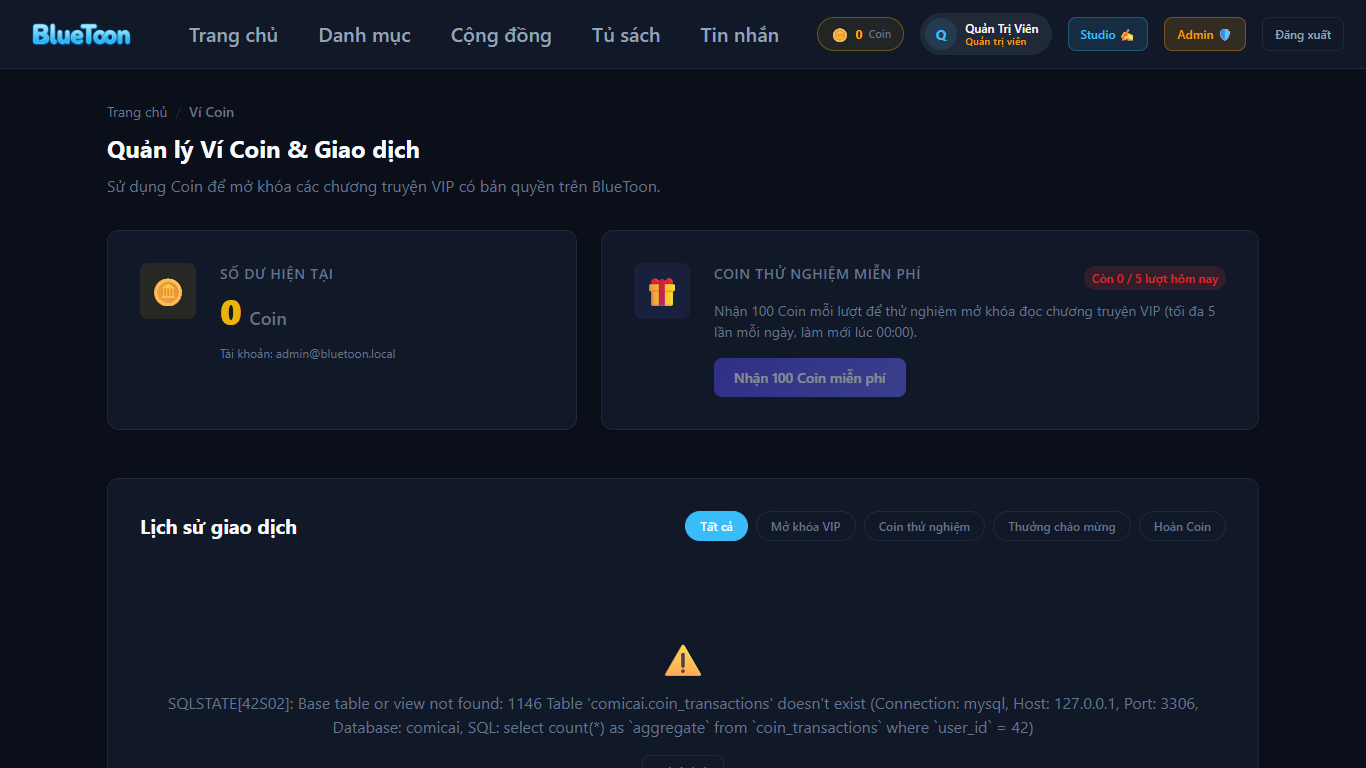 BlueToon
Trang chủ
Danh mục
Cộng đồng
Tủ sách
Tin nhắn
0 Coin
Q
Quản Trị Viên
Quản trị viên
Studio
Admin
Đăng xuất
Trang chủ / Ví Coin
Quản lý Ví Coin & Giao dịch
Sử dụng Coin để mở khóa các chương truyện VIP có bản quyền trên BlueToon.
SỐ DƯ HIỆN TẠI
0 Coin
Tài khoản: admin@bluetoon.local
COIN THỬ NGHIỆM MIỄN PHÍ
Còn 0 / 5 lượt hôm nay
Nhận 100 Coin mỗi lượt để thử nghiệm mở khóa đọc chương truyện VIP (tối đa 5
lần mỗi ngày, làm mới lúc 00:00).
Nhận 100 Coin miễn phí
Lịch sử giao dịch
Tất cả
Mở khóa VIP
Coin thử nghiệm
Thưởng chào mừng
Hoàn Coin
SQLSTATE[42S02]: Base table or view not found: 1146 Table 'comicai.coin_transactions' doesn't exist (Connection: mysql, Host: 127.0.0.1, Port: 3306,
Database: comicai, SQL: select count(*) as `aggregate` from `coin_transactions` where `user_id` = 42)